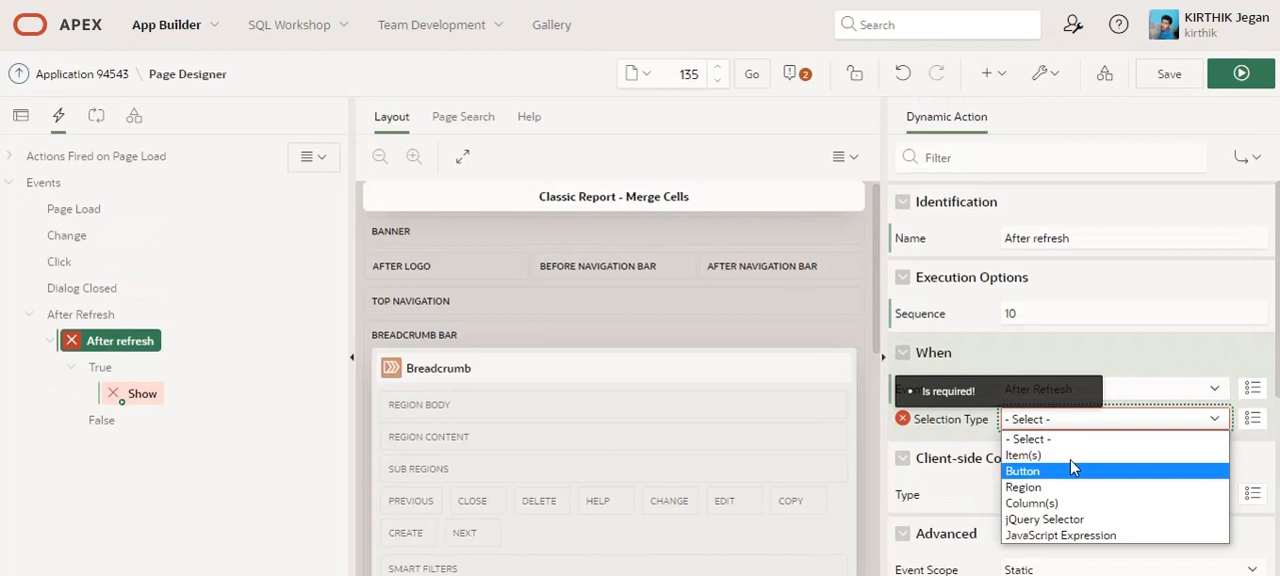 APEX App Builder SQL Workshop Team Development Gallery Search KIRTHIK Jegan
kirthik
Application 94543 \ Page Designer 135 Go 2 Save
Layout Page Search Help Dynamic Action
Actions Fired on Page Load
Events
Page Load
Change
Click
Dialog Closed
After Refresh
After refresh
True
Show
False
Classic Report - Merge Cells
BANNER
AFTER LOGO BEFORE NAVIGATION BAR AFTER NAVIGATION BAR
TOP NAVIGATION
BREADCRUMB BAR
Breadcrumb
REGION BODY
REGION CONTENT
SUB REGIONS
PREVIOUS CLOSE DELETE HELP CHANGE EDIT COPY
CREATE NEXT
SMART FILTERS
Filter
Identification
Name After refresh
Execution Options
Sequence 10
When
After Refresh
Is required!
Selection Type - Select -
- Select -
Item(s)
Button
Region
Column(s)
jQuery Selector
JavaScript Expression
Client-side
Type
Advanced
Event Scope Static